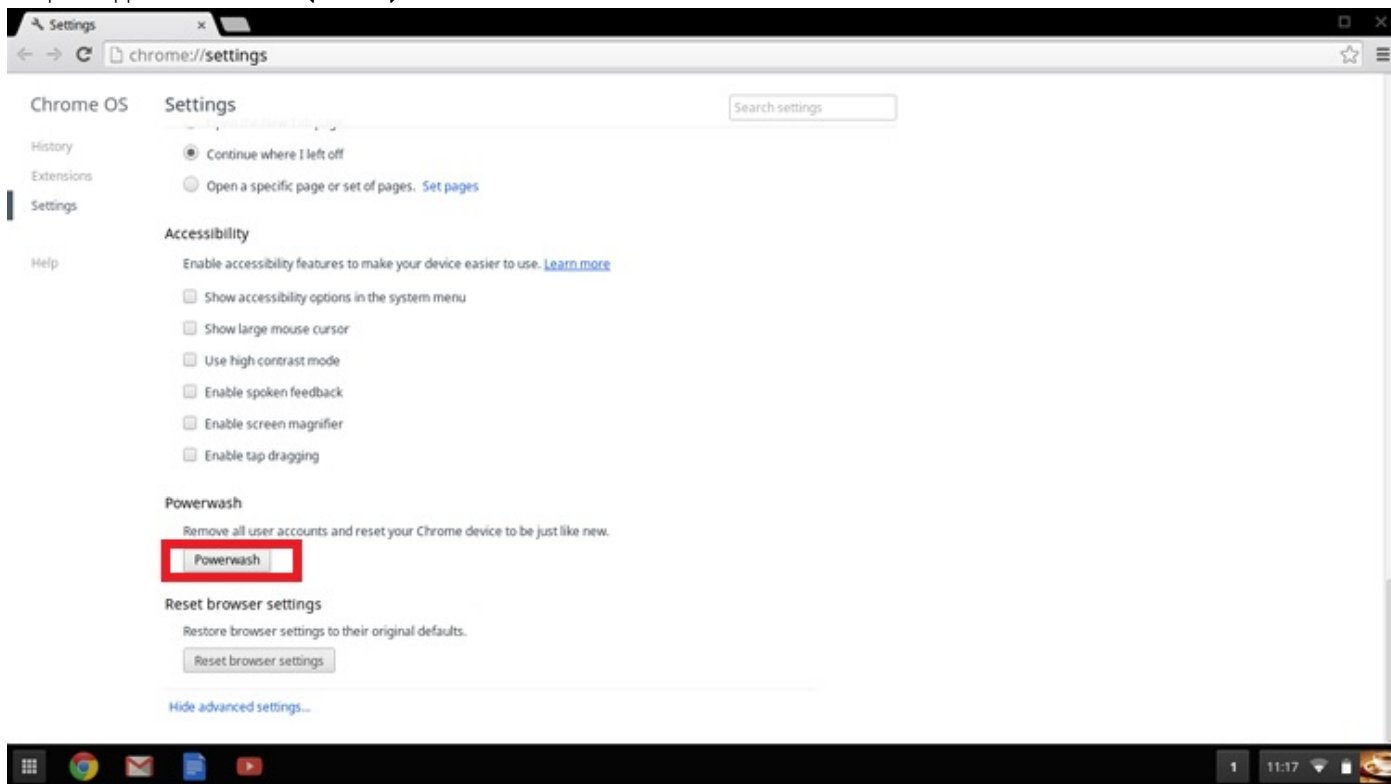 Settings
chrome://settings
Chrome OS
Settings
Search settings
History
Continue where I left off
Extensions
Open a specific page or set of pages. Set pages
Settings
Accessibility
Help
Enable accessibility features to make your device easier to use. Learn more
Show accessibility options in the system menu
Show large mouse cursor
Use high contrast mode
Enable spoken feedback
Enable screen magnifier
Enable tap dragging
Powerwash
Remove all user accounts and reset your Chrome device to be just like new.
Powerwash
Reset browser settings
Restore browser settings to their original defaults.
Reset browser settings
Hide advanced settings...
1 11:17